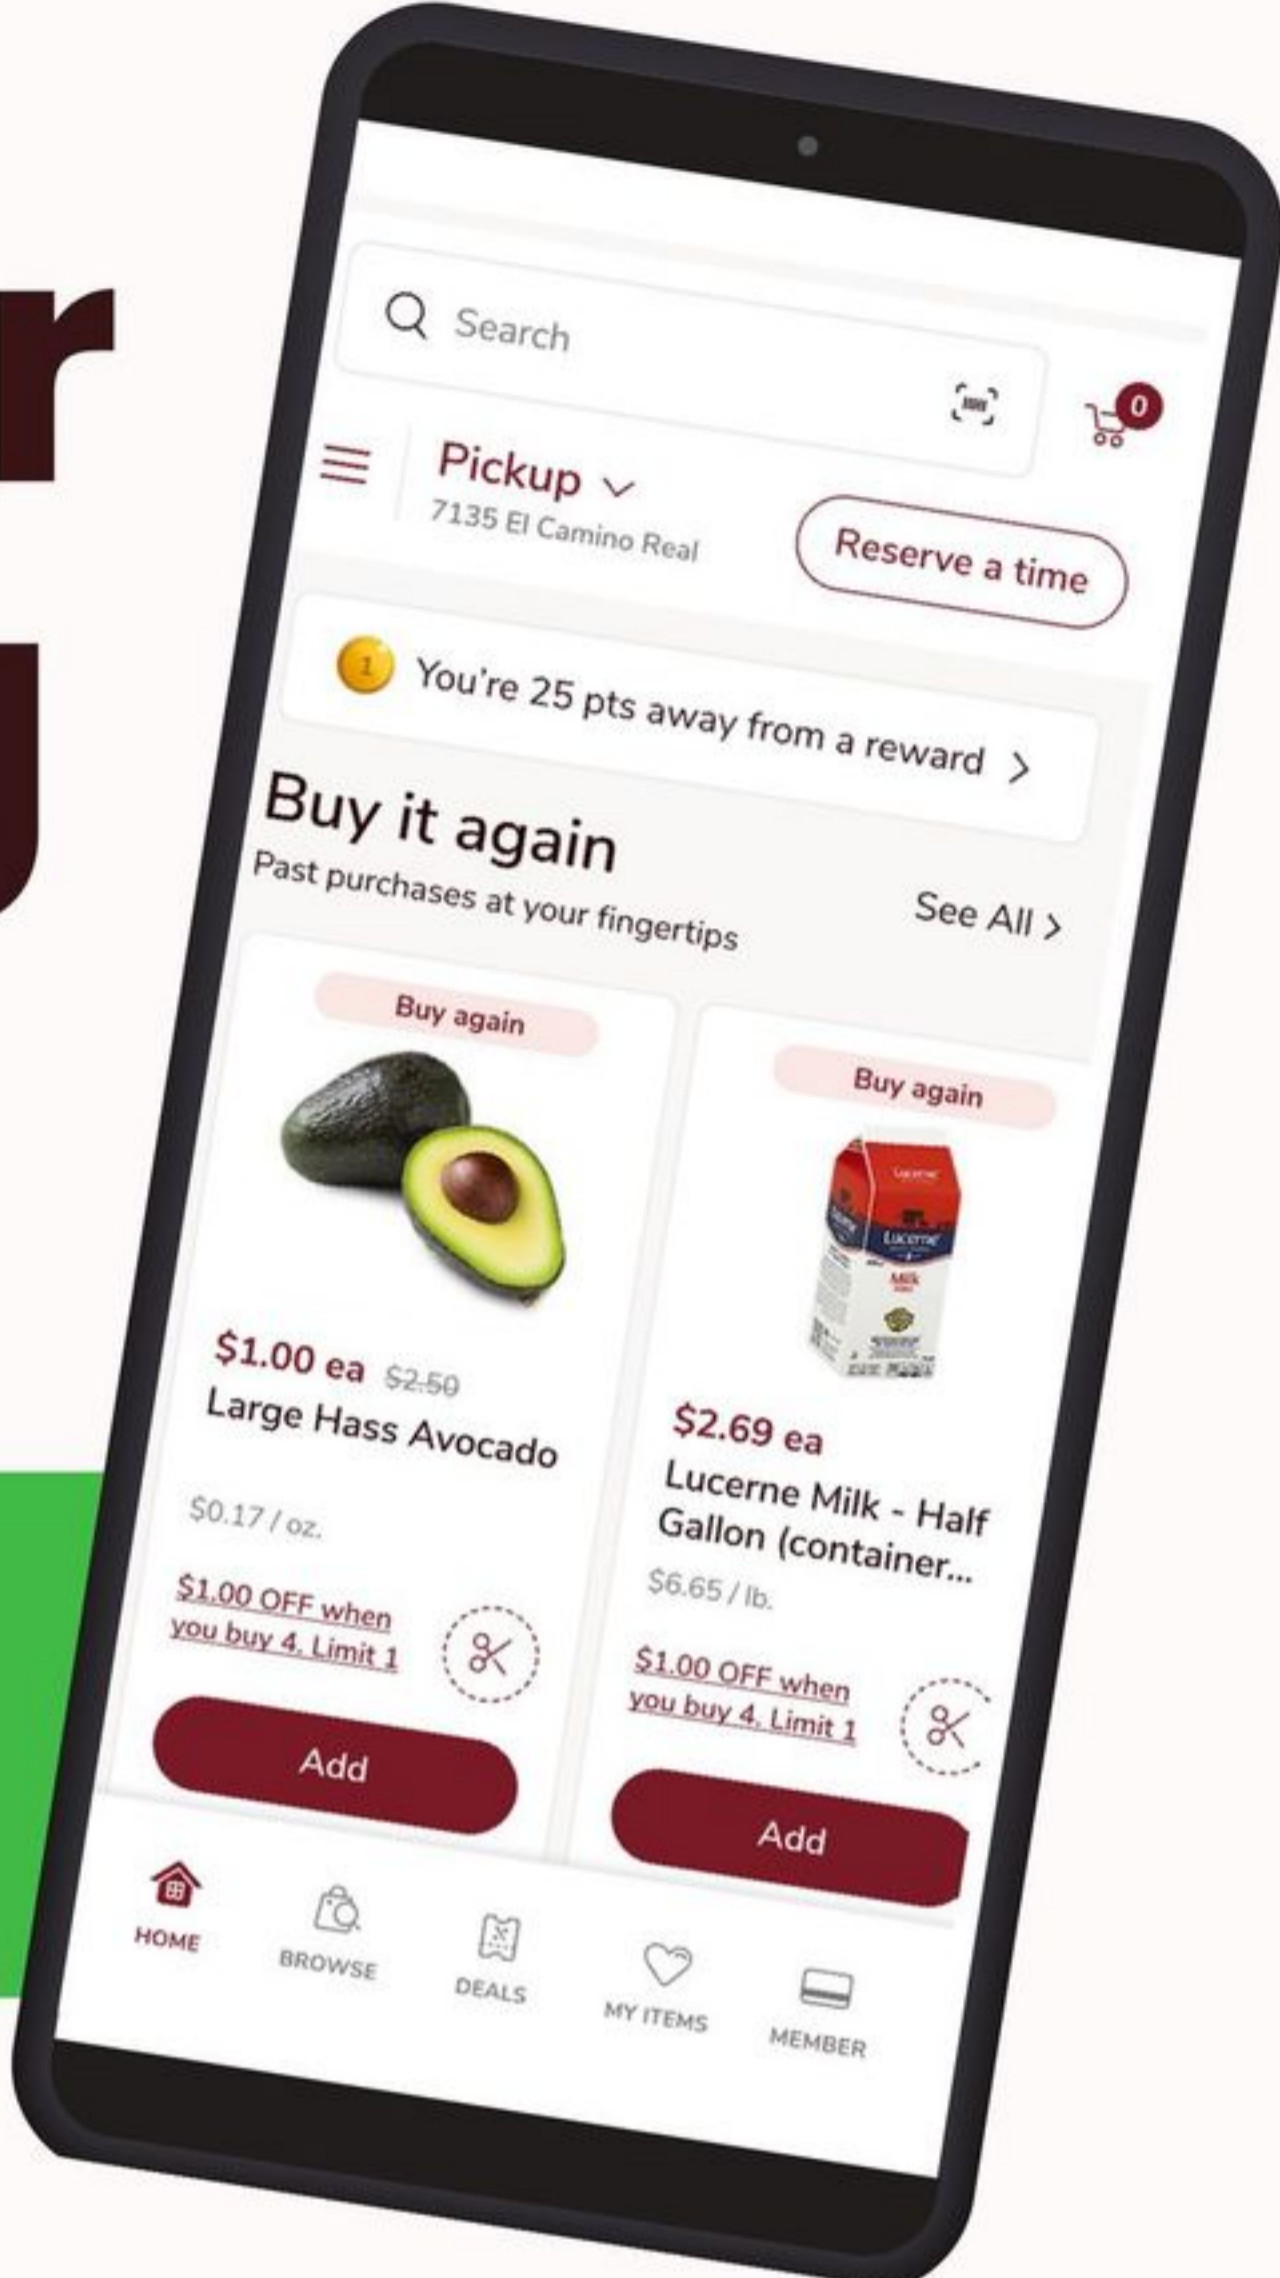 r
Search
0
Pickup
7135 El Camino Real
Reserve a time
1
You're 25 pts away from a reward
Buy it again
Past purchases at your fingertips
See All
Buy again
$1.00 ea $2.50
Large Hass Avocado
$0.17 / oz.
$1.00 OFF when
you buy 4. Limit 1
Add
Buy again
Lucerne
Lucerne
Milk
$2.69 ea
Lucerne Milk - Half
Gallon (container...
$6.65 / lb.
$1.00 OFF when
you buy 4. Limit 1
Add
HOME
BROWSE
DEALS
MY ITEMS
MEMBER